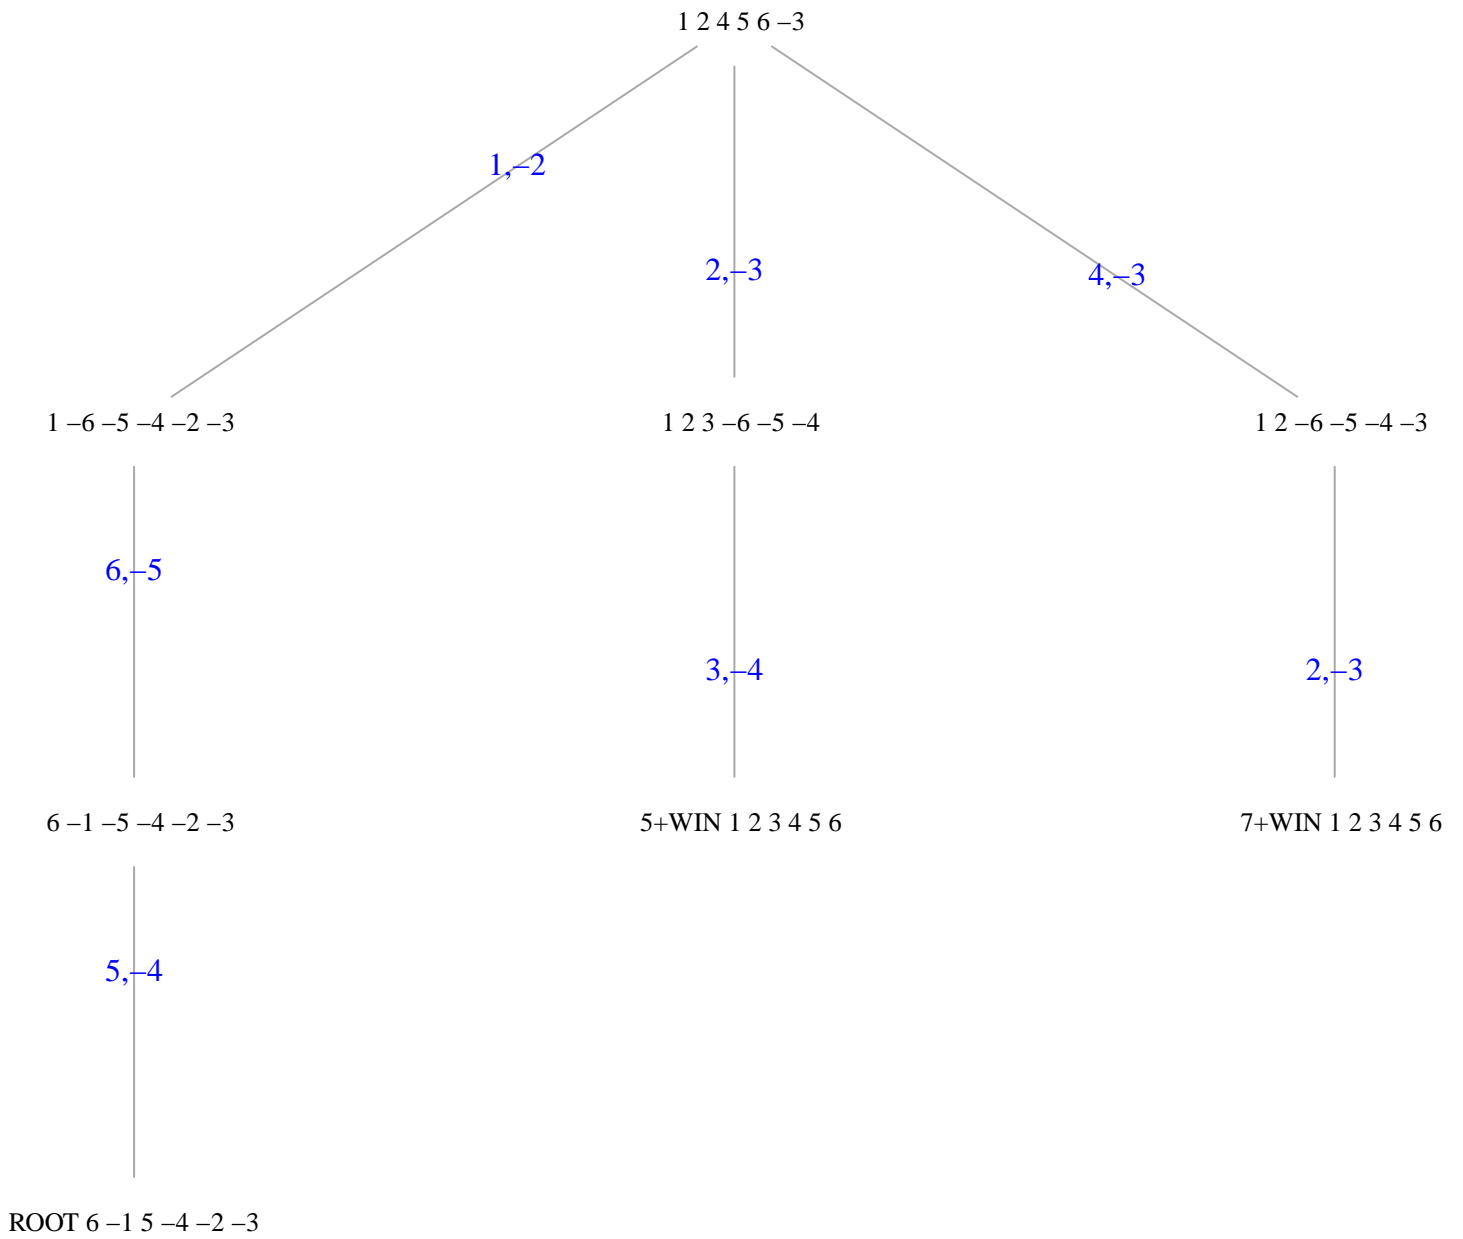 1 2 4 5 6 –3
1,–2
2,–3
4,–3
1 –6 –5 –4 –2 –3
1 2 3 –6 –5 –4
1 2 –6 –5 –4 –3
6,–5
3,–4
2,–3
6 –1 –5 –4 –2 –3
5+WIN 1 2 3 4 5 6
7+WIN 1 2 3 4 5 6
5,–4
ROOT 6 –1 5 –4 –2 –3